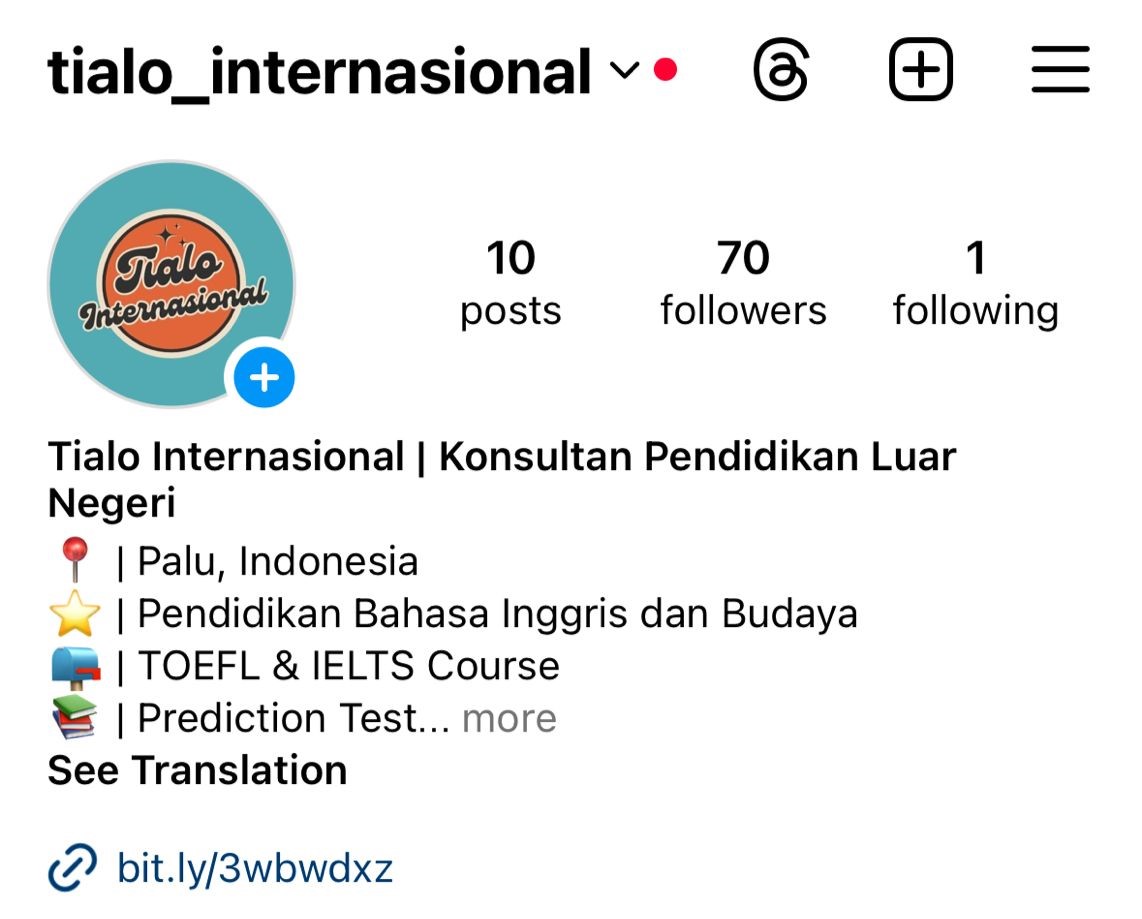 tialo_internasional
Tialo
Internasional
10
posts
70
followers
1
following
Tialo Internasional | Konsultan Pendidikan Luar
Negeri
📍 | Palu, Indonesia
⭐ | Pendidikan Bahasa Inggris dan Budaya
📪 | TOEFL & IELTS Course
📚 | Prediction Test... more
See Translation
bit.ly/3wbwdxz